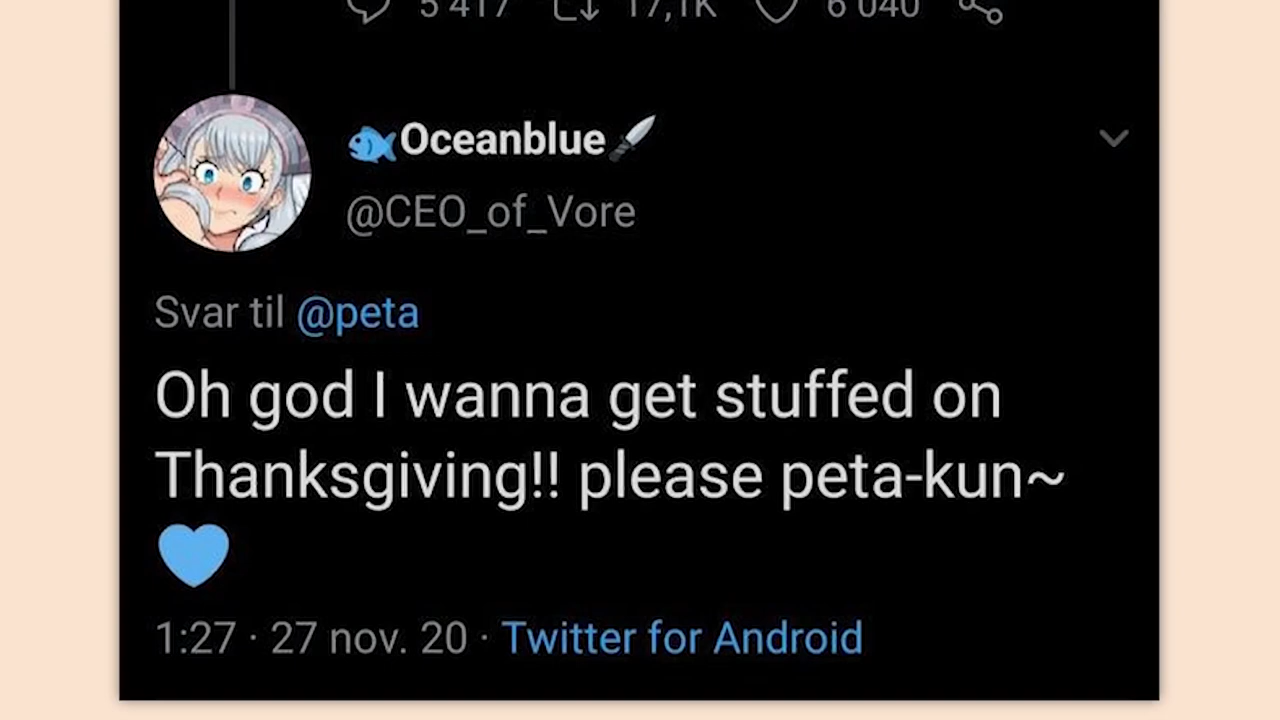 5 417 17,1K 6 040
🐟Oceanblue🔪
@CEO_of_Vore
Svar til @peta
Oh god I wanna get stuffed on
Thanksgiving!! please peta-kun~
💙
1:27 · 27 nov. 20 · Twitter for Android